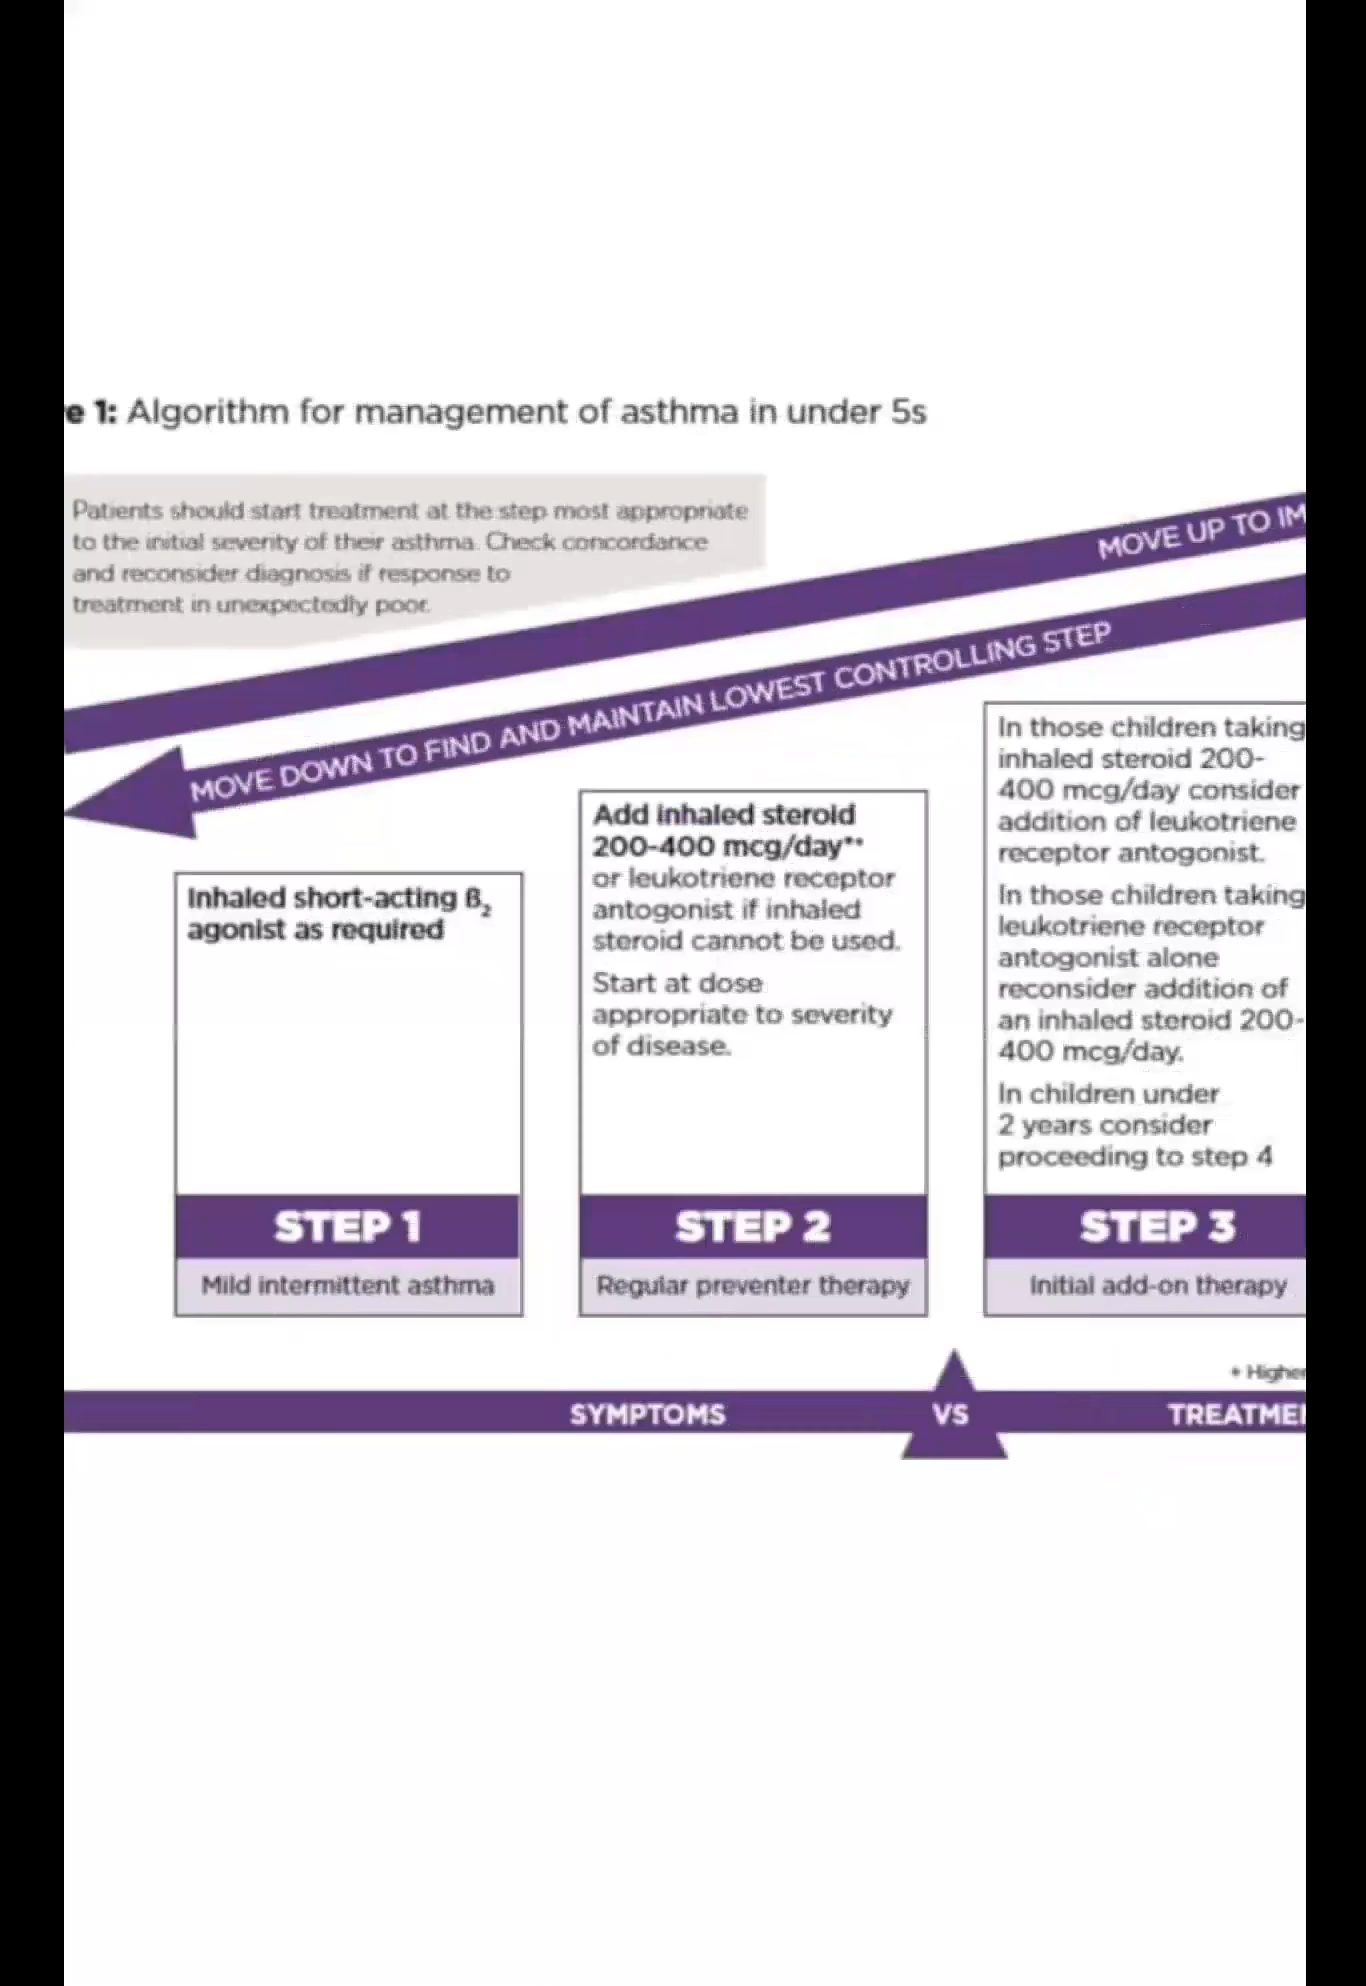 e 1: Algorithm for management of asthma in under 5s
Patients should start treatment at the step most appropriate
to the initial severity of their asthma. Check concordance
and reconsider diagnosis if response to
treatment in unexpectedly poor.
MOVE UP TO IM
MOVE DOWN TO FIND AND MAINTAIN LOWEST CONTROLLING STEP
Inhaled short-acting ß₂
agonist as required
STEP 1
Mild intermittent asthma
Add inhaled steroid
200-400 mcg/day*+
or leukotriene receptor
antogonist if inhaled
steroid cannot be used.
Start at dose
appropriate to severity
of disease.
STEP 2
Regular preventer therapy
In those children taking
inhaled steroid 200-
400 mcg/day consider
addition of leukotriene
receptor antogonist.
In those children taking
leukotriene receptor
antogonist alone
reconsider addition of
an inhaled steroid 200-
400 mcg/day.
In children under
2 years consider
proceeding to step 4
STEP 3
Initial add-on therapy
+ Higher
SYMPTOMS VS TREATME